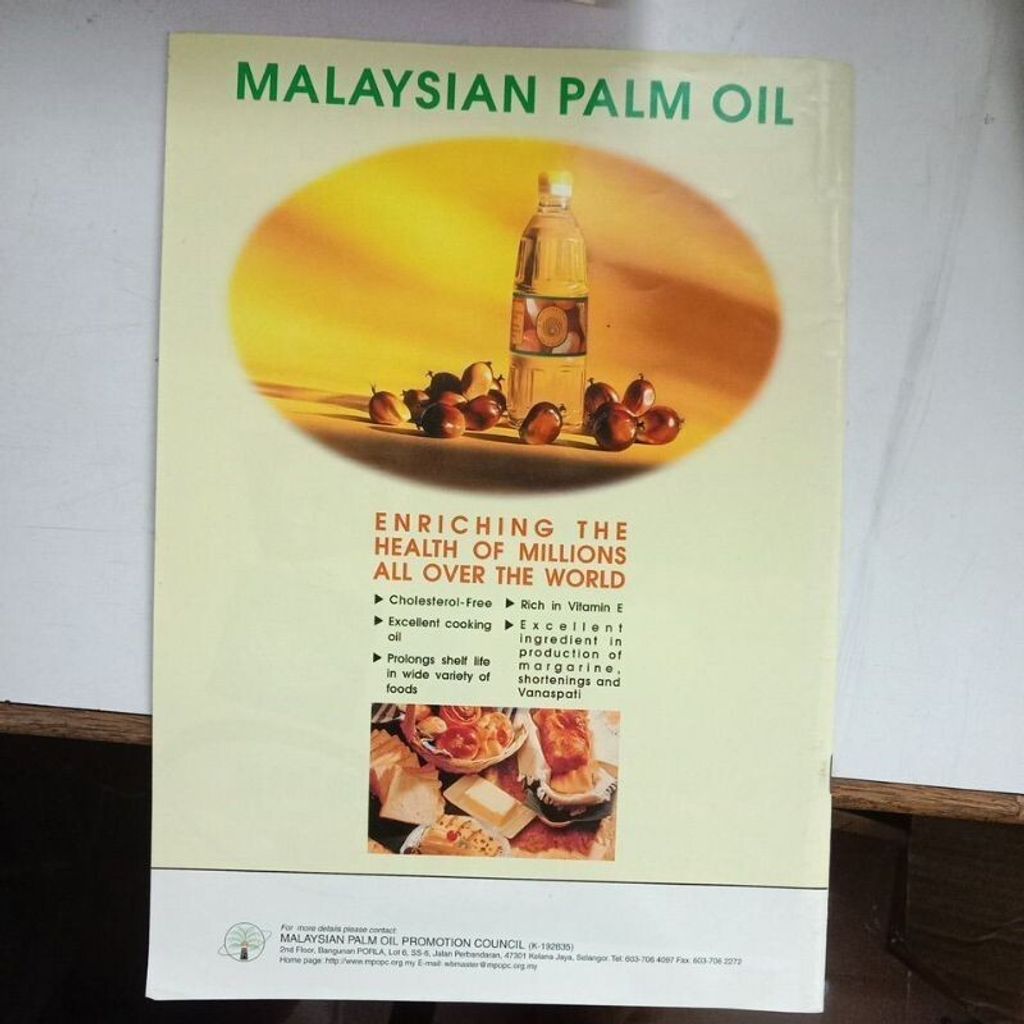 MALAYSIAN PALM OIL
ENRICHING THE
HEALTH OF MILLIONS
ALL OVER THE WORLD
▶ Cholesterol-Free
▶ Excellent cooking
oil
▶ Prolongs shelf life
in wide variety of
foods
▶ Rich in Vitamin E
▶ Excellent
ingredient in
production of
margarine,
shortenings and
Vanaspati
For more details please contact:
MALAYSIAN PALM OIL PROMOTION COUNCIL (K-192635)
2nd Floor, Bangunan PORLA, Lot 6, SS-6, Jalan Perbandaran, 47301 Kelana Jaya, Selangor. Tel: 603-706 4097 Fax: 603-706 2272
Home page: http://www.mpopc.org.my E-mail: wbmaster@mpopc.org.my